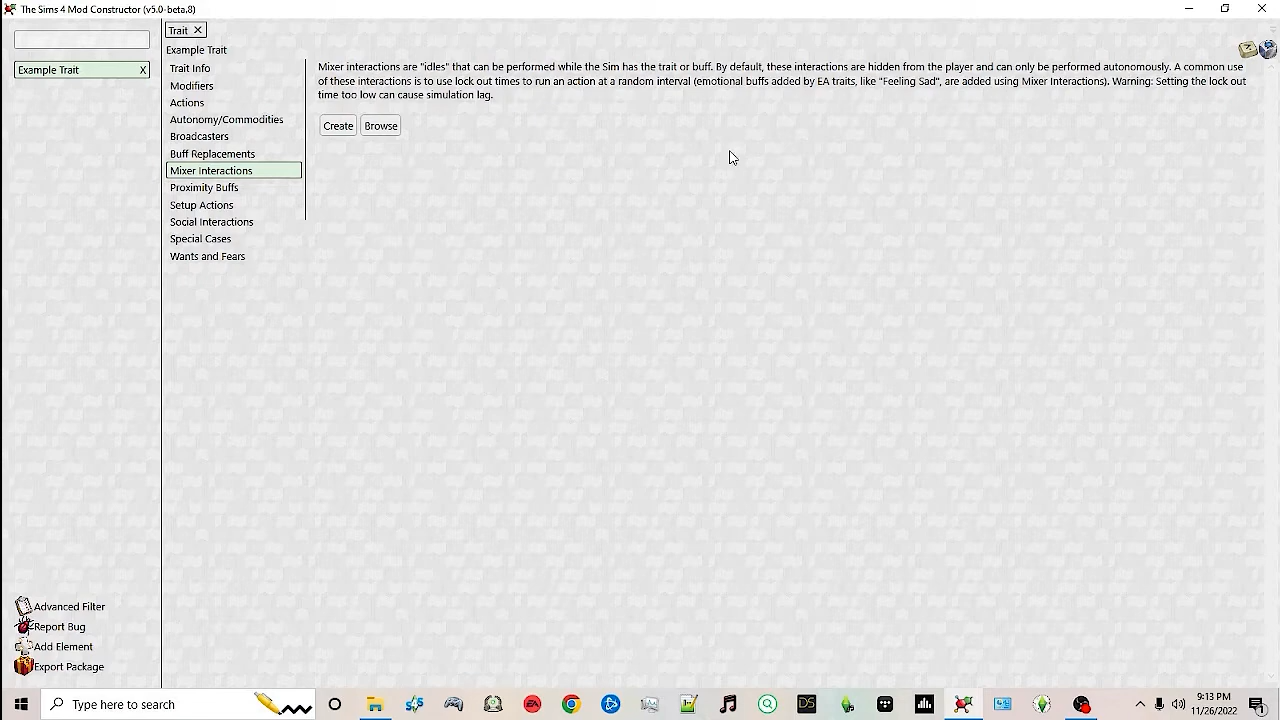 The Sims 4 Mod Constructor (v5.0-beta.8)
Trait X
Example Trait X
Example Trait
Trait Info
Modifiers
Actions
Autonomy/Commodities
Broadcasters
Buff Replacements
Mixer Interactions
Proximity Buffs
Setup Actions
Social Interactions
Special Cases
Wants and Fears
Mixer interactions are "idles" that can be performed while the Sim has the trait or buff. By default, these interactions are hidden from the player and can only be performed autonomously. A common use
of these interactions is to use lock out times to run an action at a random interval (emotional buffs added by EA traits, like "Feeling Sad", are added using Mixer Interactions). Warning: Setting the lock out
time too low can cause simulation lag.
Create Browse
Advanced Filter
Report Bug
Add Element
Export Package
Type here to search
EA
DS
9:13 PM
11/26/2022